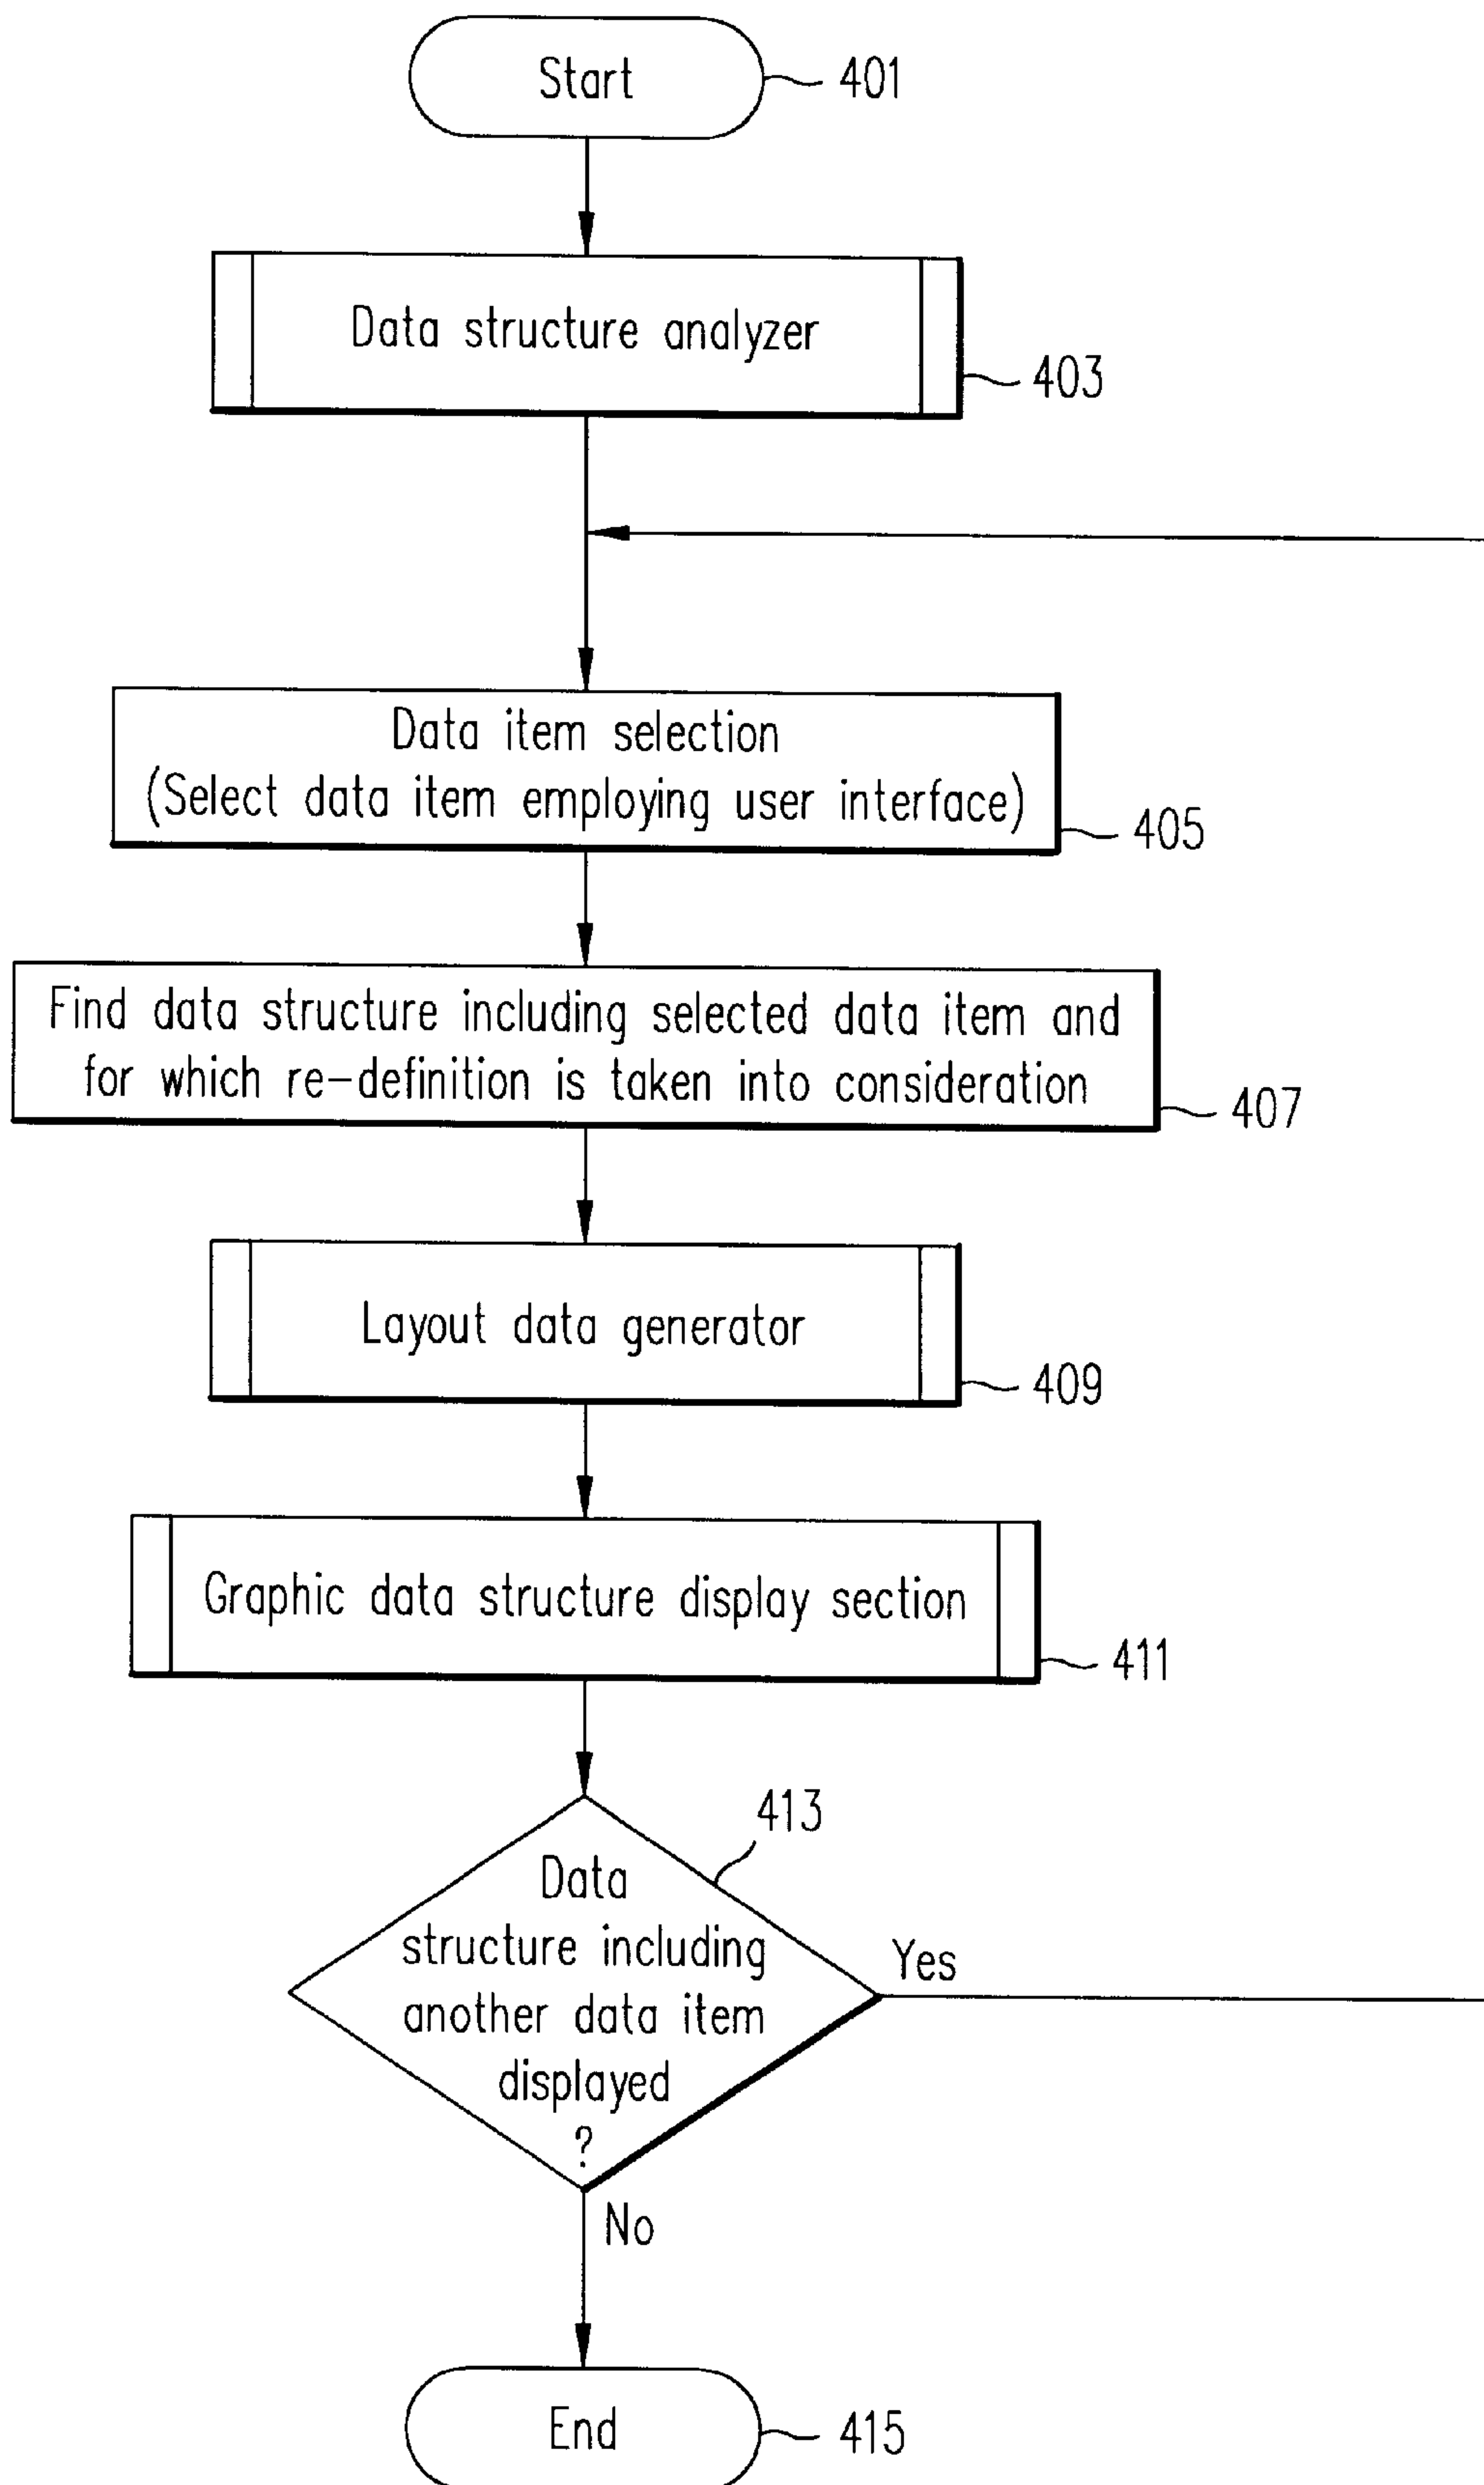 Start
401
Data structure analyzer
403
Data item selection
(Select data item employing user interface)
405
Find data structure including selected data item and
for which re-definition is taken into consideration
407
Layout data generator
409
Graphic data structure display section
411
413
Data
structure including
another data item
displayed
?
Yes
No
End
415